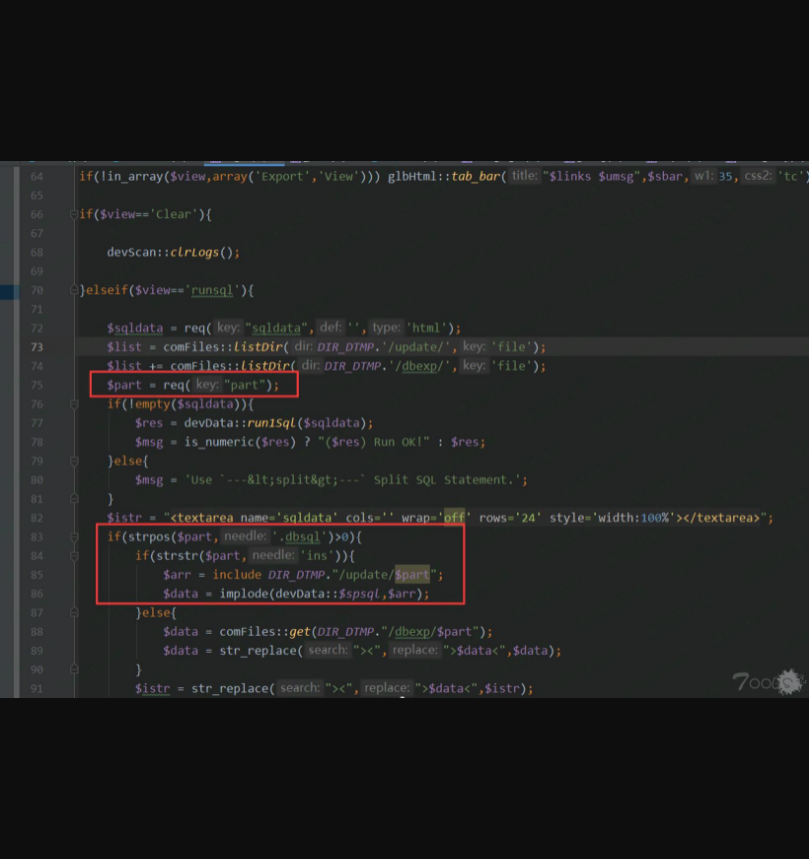 64 if(!in_array($view,array('Export','View'))) glbHtml::tab_bar( title: "$links $umsg",$sbar, w1: 35, css2: 'tc')
65
66 if($view=='Clear'){
67
68 devScan::clrLogs();
69
70 }elseif($view=='runsql'){
71
72 $sqldata = req( key: "sqldata", def: '', type: 'html');
73 $list = comFiles::listDir( dir: DIR_DTMP.'/update/', key: 'file');
74 $list += comFiles::listDir( dir: DIR_DTMP.'/dbexp/', key: 'file');
75 $part = req( key: "part");
76 if(!empty($sqldata)){
77 $res = devData::run1Sql($sqldata);
78 $msg = is_numeric($res) ? "($res) Run OK!" : $res;
79 }else{
80 $msg = 'Use `---&lt;split&gt;---` Split SQL Statement.';
81 }
82 $istr = "<textarea name='sqldata' cols='' wrap='off' rows='24' style='width:100%'></textarea>";
83 if(strpos($part, needle: '.dbsql')>0){
84 if(strstr($part, needle: 'ins')){
85 $arr = include DIR_DTMP."/update/$part";
86 $data = implode(devData::$spsql,$arr);
87 }else{
88 $data = comFiles::get(DIR_DTMP."/dbexp/$part");
89 $data = str_replace( search: "><", replace: ">$data<",$data);
90 }
91 $istr = str_replace( search: "><", replace: ">$data<",$istr);